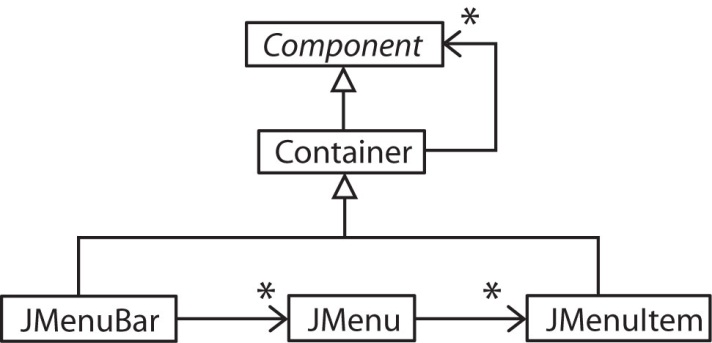 *
Component
Container
* *
JMenuBar JMenu JMenuItem